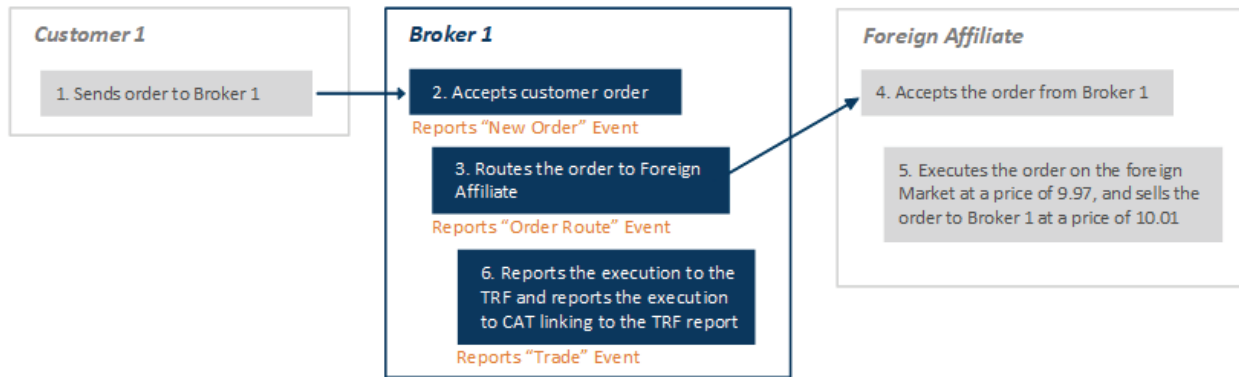 Customer 1
1. Sends order to Broker 1
Broker 1
2. Accepts customer order
Reports “New Order” Event
3. Routes the order to Foreign
Affiliate
Reports “Order Route” Event
6. Reports the execution to the
TRF and reports the execution
to CAT linking to the TRF report
Reports “Trade” Event
Foreign Affiliate
4. Accepts the order from Broker 1
5. Executes the order on the foreign
Market at a price of 9.97, and sells the
order to Broker 1 at a price of 10.01